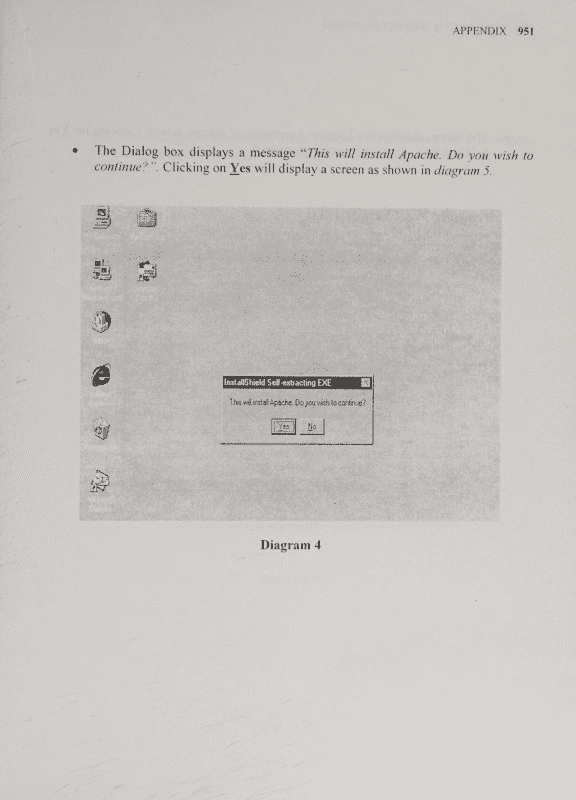 APPENDIX 951
• The Dialog box displays a message “This will install Apache. Do you wish to
continue?”. Clicking on Yes will display a screen as shown in diagram 5.
InstallShield Self-extracting EXE
This will install Apache. Do you wish to continue?
Yes No
Diagram 4